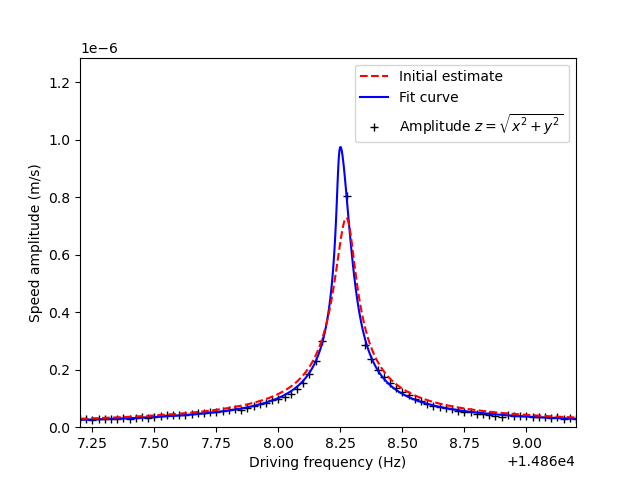 1e−6
Initial estimate
Fit curve
Amplitude z = √x² + y²
Speed amplitude (m/s)
1.2
1.0
0.8
0.6
0.4
0.2
0.0
7.25 7.50 7.75 8.00 8.25 8.50 8.75 9.00
Driving frequency (Hz)
+1.486e4